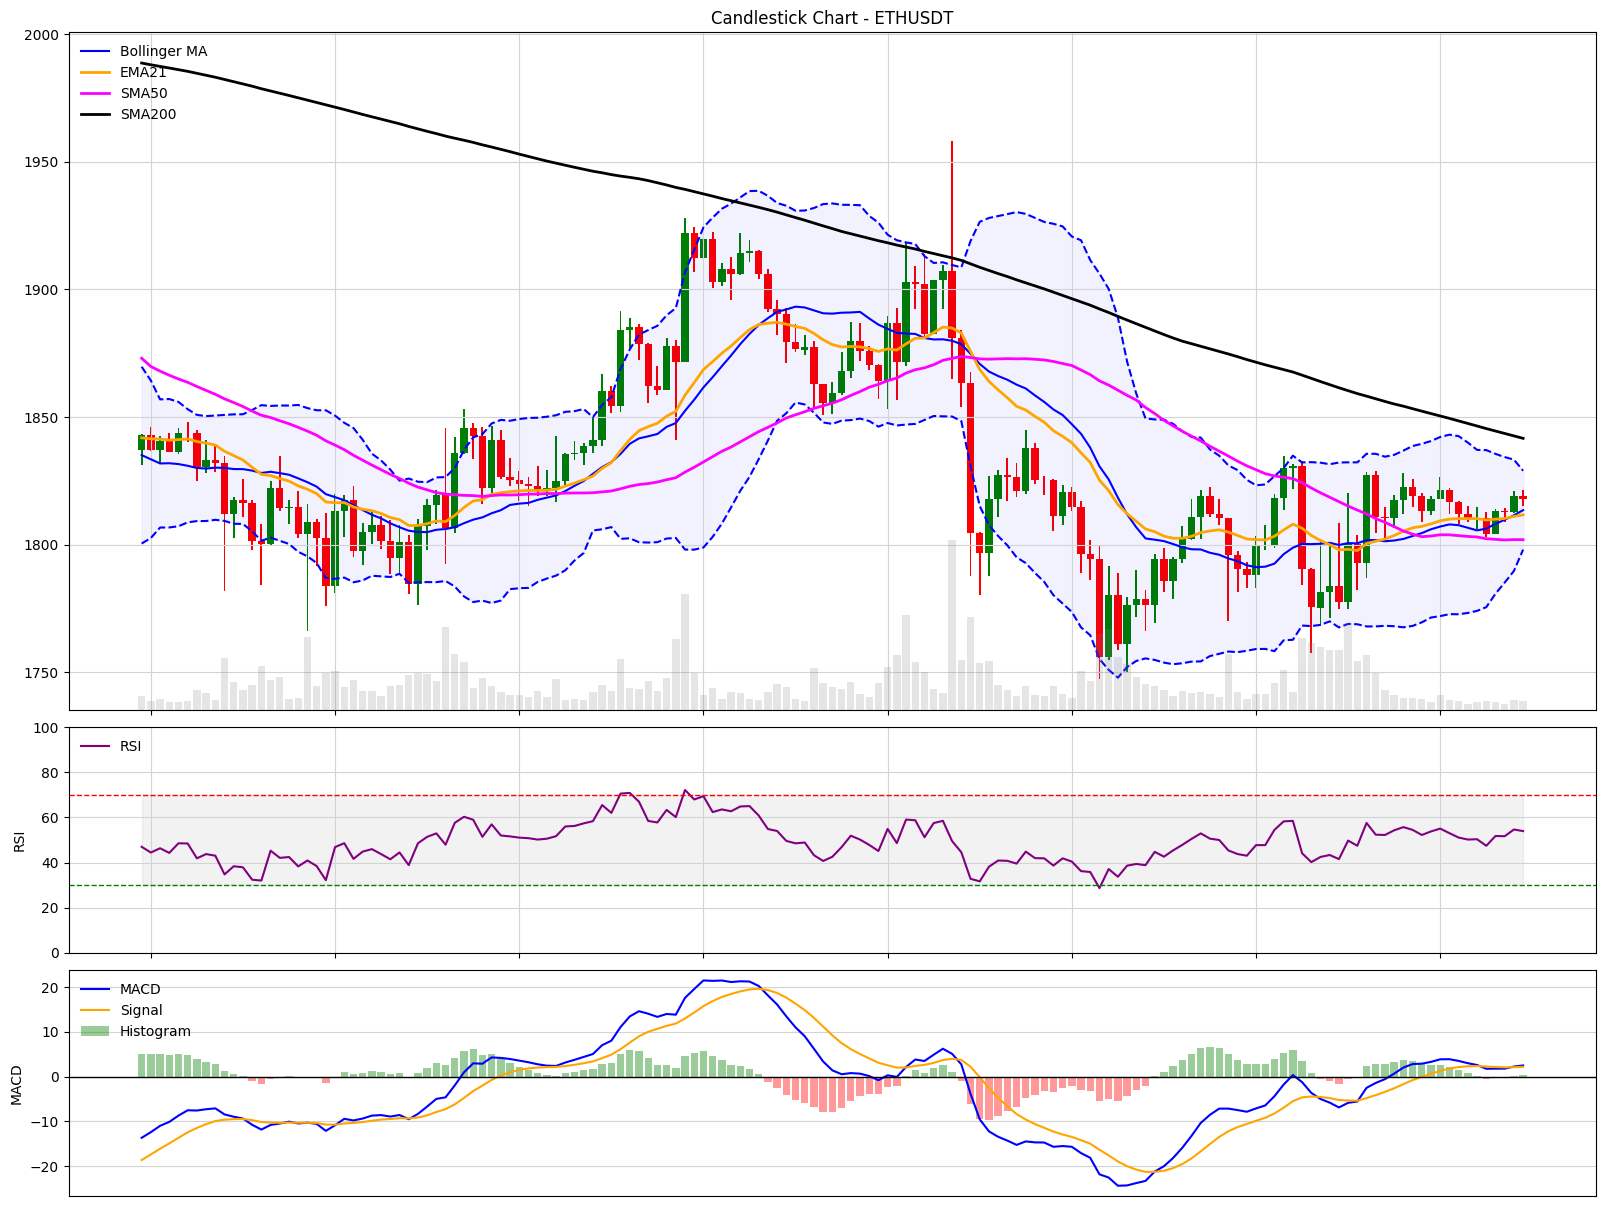 Candlestick Chart - ETHUSDT
2000
1950
1900
1850
1800
1750
Bollinger MA
EMA21
SMA50
SMA200
100
80
60
40
20
0
RSI
RSI
20
10
0
−10
−20
MACD
MACD
Signal
Histogram